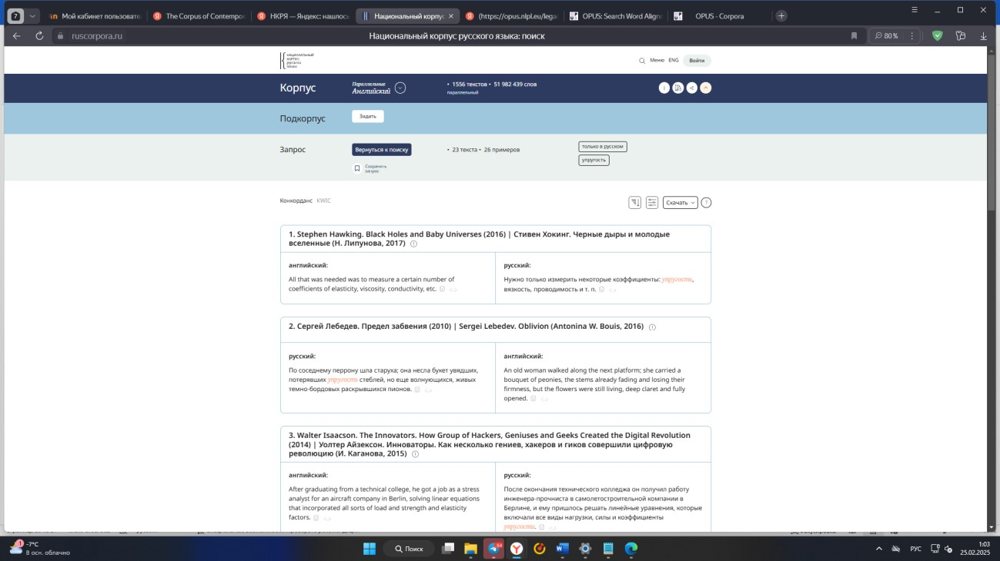 7
Мой кабинет пользовате
The Corpus of Contempor
НКРЯ — Яндекс: нашлось
Национальный корпус
(https://opus.nlpl.eu/lega
OPUS: Search Word Alignm
OPUS - Corpora
ruscorpora.ru
Национальный корпус русского языка: поиск
80 %
НАЦИОНАЛЬНЫЙ
КОРПУС
РУССКОГО
ЯЗЫКА
Меню ENG Войти
Корпус
Параллельные
Английский
• 1556 текстов • 51 982 439 слов
параллельный
Подкорпус
Задать
Запрос
Вернуться к поиску
• 23 текста • 26 примеров
только в русском
упругость
Сохранить
запрос
Конкорданс KWIC
Скачать
?
1. Stephen Hawking. Black Holes and Baby Universes (2016) | Стивен Хокинг. Черные дыры и молодые
вселенные (Н. Липунова, 2017)
английский:
All that was needed was to measure a certain number of
coefficients of elasticity, viscosity, conductivity, etc.
русский:
Нужно только измерить некоторые коэффициенты: упругость,
вязкость, проводимость и т. п.
2. Сергей Лебедев. Предел забвения (2010) | Sergei Lebedev. Oblivion (Antonina W. Bouis, 2016)
русский:
По соседнему перрону шла старуха; она несла букет увядших,
потерявших упругость стеблей, но еще волнующихся, живых
темно-бордовых раскрывшихся пионов.
английский:
An old woman walked along the next platform; she carried a
bouquet of peonies, the stems already fading and losing their
firmness, but the flowers were still living, deep claret and fully
opened.
3. Walter Isaacson. The Innovators. How Group of Hackers, Geniuses and Geeks Created the Digital Revolution
(2014) | Уолтер Айзексон. Инноваторы. Как несколько гениев, хакеров и гиков совершили цифровую
революцию (И. Каганова, 2015)
английский:
After graduating from a technical college, he got a job as a stress
analyst for an aircraft company in Berlin, solving linear equations
that incorporated all sorts of load and strength and elasticity
factors.
русский:
После окончания технического колледжа он получил работу
инженера-прочниста в самолетостроительной компании в
Берлине, и ему пришлось решать линейные уравнения, которые
включали все виды нагрузки, силы и коэффициенты
упругости.
1
-7°C
В осн. облачно
Поиск
34
РУС
1:03
25.02.2025